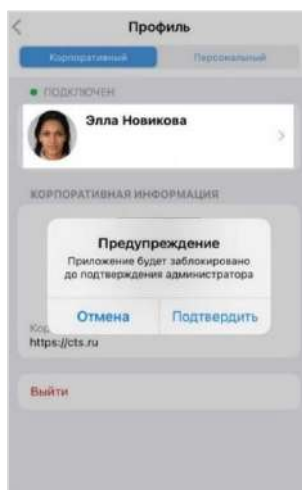 Профиль
Корпоративный
Персональный
ПОДКЛЮЧЕН
Элла Новикова
КОРПОРАТИВНАЯ ИНФОРМАЦИЯ
Предупреждение
Приложение будет заблокировано
до подтверждения администратора
Отмена
Подтвердить
https://cts.ru
Выйти